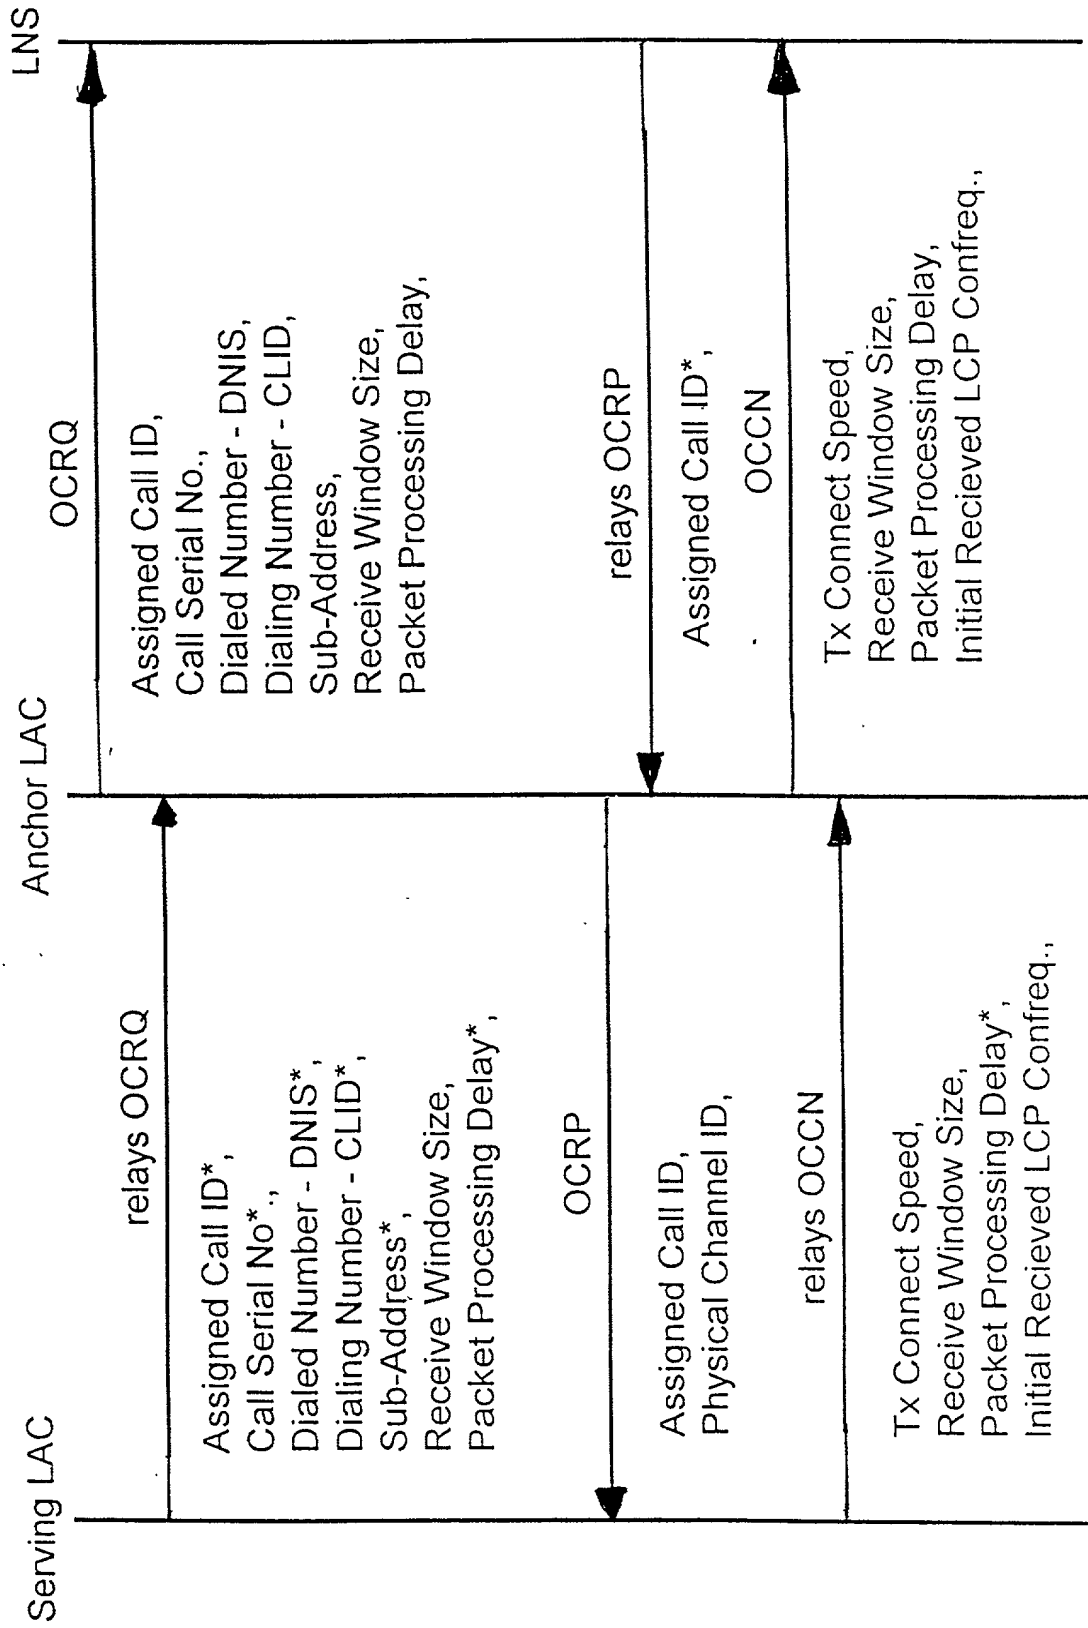 Serving LAC
Anchor LAC
LNS
relays OCRQ
Assigned Call ID*,
Call Serial No*.,
Dialed Number - DNIS*,
Dialing Number - CLID*,
Sub-Address*,
Receive Window Size,
Packet Processing Delay*,
OCRQ
Assigned Call ID,
Call Serial No.,
Dialed Number - DNIS,
Dialing Number - CLID,
Sub-Address,
Receive Window Size,
Packet Processing Delay,
OCRP
Assigned Call ID,
Physical Channel ID,
relays OCRP
Assigned Call ID*,
relays OCCN
Tx Connect Speed,
Receive Window Size,
Packet Processing Delay*,
Initial Recieved LCP Confreq.,
OCCN
Tx Connect Speed,
Receive Window Size,
Packet Processing Delay,
Initial Recieved LCP Confreq.,